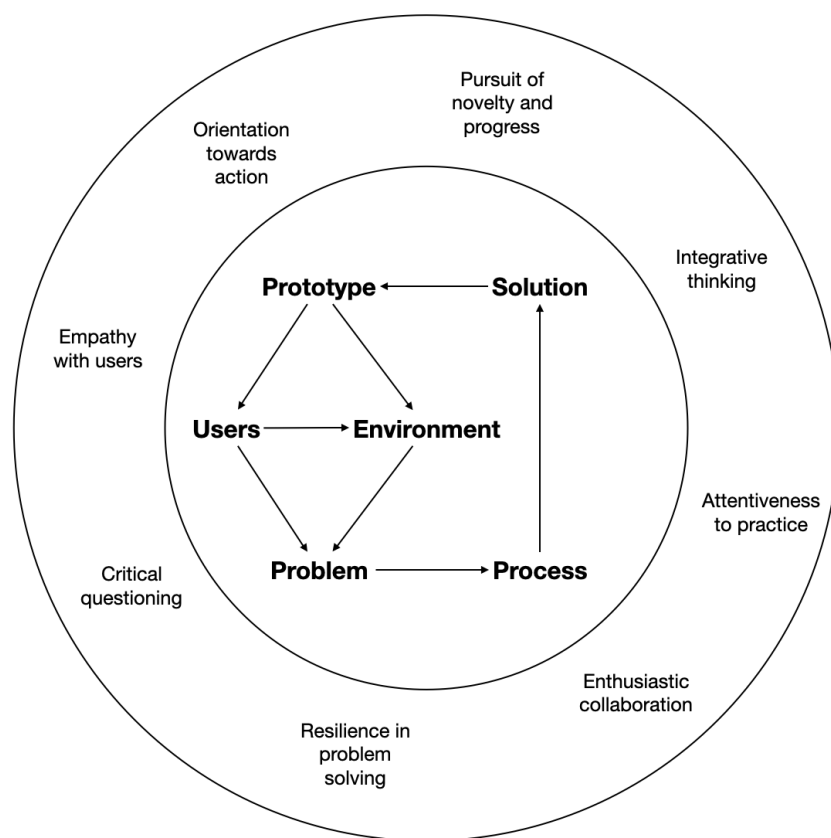 Pursuit of
novelty and
progress
Orientation
towards
action
Integrative
thinking
Prototype
Solution
Empathy
with users
Users
Environment
Attentiveness
to practice
Problem
Process
Critical
questioning
Enthusiastic
collaboration
Resilience in
problem
solving